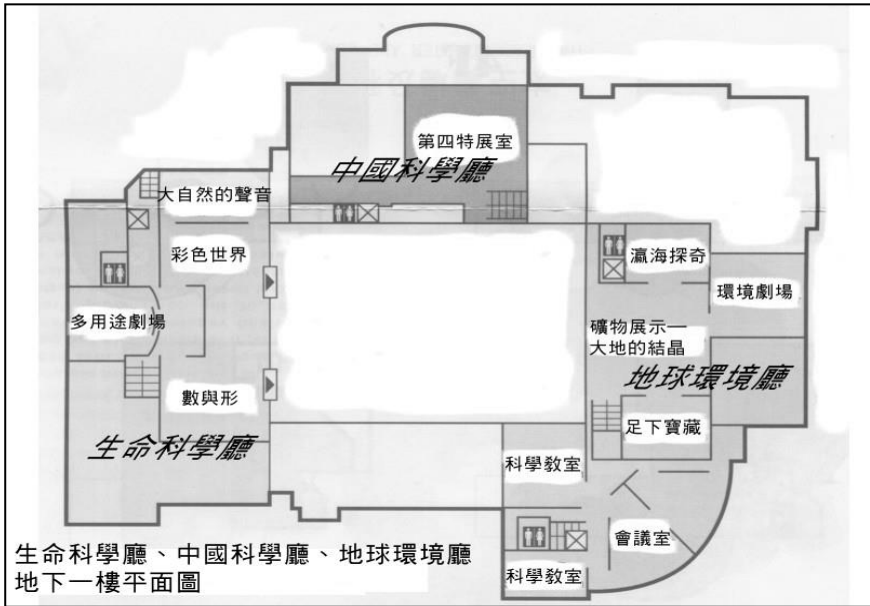 第四特展室
中國科學廳
大自然的聲音
彩色世界
瀛海探奇
環境劇場
多用途劇場
礦物展示—
大地的結晶
地球環境廳
數與形
足下寶藏
生命科學廳
科學教室
會議室
科學教室
生命科學廳、中國科學廳、地球環境廳
地下一樓平面圖